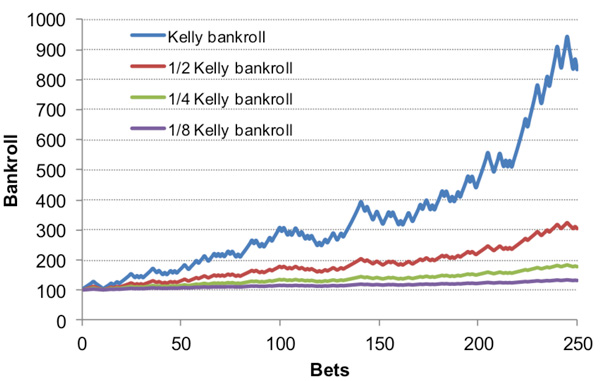 1000
900
800
700
600
500
400
300
200
100
0
Bankroll
Kelly bankroll
1/2 Kelly bankroll
1/4 Kelly bankroll
1/8 Kelly bankroll
0 50 100 150 200 250
Bets